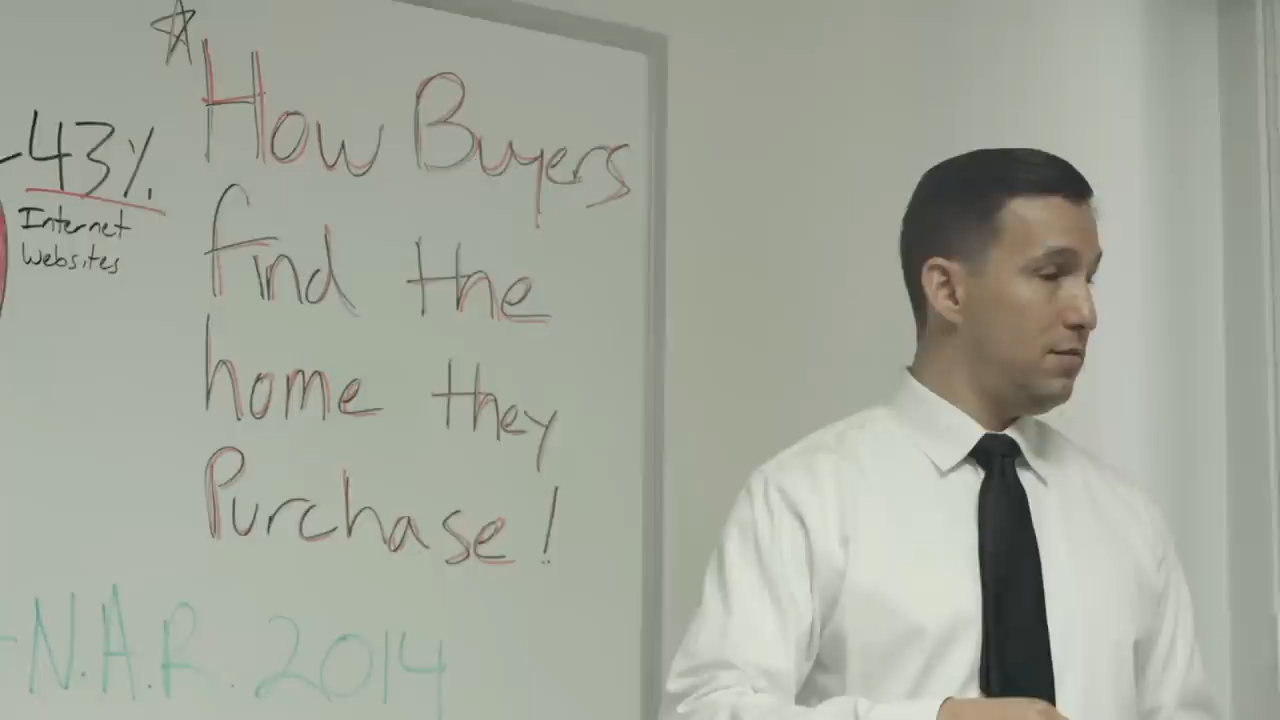 -43%
Internet
Websites
How Buyers
find the
home they
Purchase!
-N.A.R. 2014